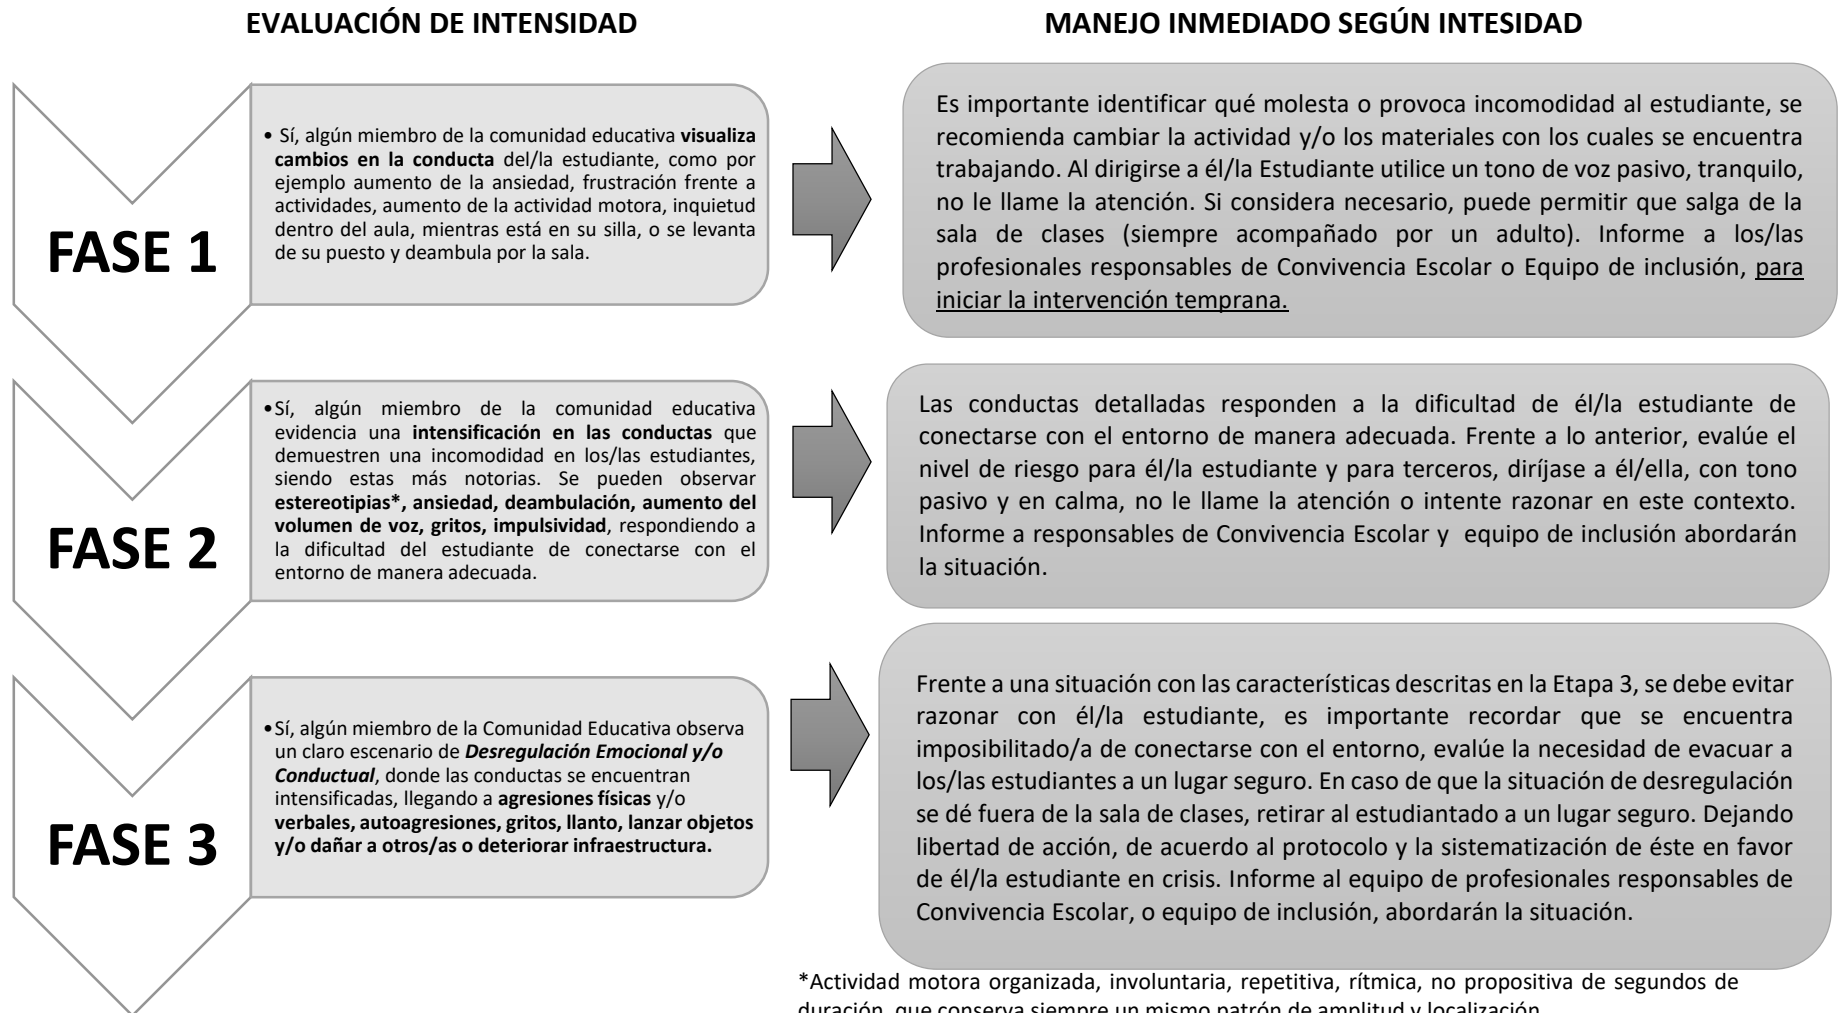 EVALUACIÓN DE INTENSIDAD
MANEJO INMEDIADO SEGÚN INTESIDAD
FASE 1
• Sí, algún miembro de la comunidad educativa visualiza
cambios en la conducta del/la estudiante, como por
ejemplo aumento de la ansiedad, frustración frente a
actividades, aumento de la actividad motora, inquietud
dentro del aula, mientras está en su silla, o se levanta
de su puesto y deambula por la sala.
Es importante identificar qué molesta o provoca incomodidad al estudiante, se
recomienda cambiar la actividad y/o los materiales con los cuales se encuentra
trabajando. Al dirigirse a él/la Estudiante utilice un tono de voz pasivo, tranquilo,
no le llame la atención. Si considera necesario, puede permitir que salga de la
sala de clases (siempre acompañado por un adulto). Informe a los/las
profesionales responsables de Convivencia Escolar o Equipo de inclusión, para
iniciar la intervención temprana.
FASE 2
•Sí, algún miembro de la comunidad educativa
evidencia una intensificación en las conductas que
demuestren una incomodidad en los/las estudiantes,
siendo estas más notorias. Se pueden observar
estereotipias*, ansiedad, deambulación, aumento del
volumen de voz, gritos, impulsividad, respondiendo a
la dificultad del estudiante de conectarse con el
entorno de manera adecuada.
Las conductas detalladas responden a la dificultad de él/la estudiante de
conectarse con el entorno de manera adecuada. Frente a lo anterior, evalúe el
nivel de riesgo para él/la estudiante y para terceros, diríjase a él/ella, con tono
pasivo y en calma, no le llame la atención o intente razonar en este contexto.
Informe a responsables de Convivencia Escolar y equipo de inclusión abordarán
la situación.
FASE 3
•Sí, algún miembro de la Comunidad Educativa observa
un claro escenario de Desregulación Emocional y/o
Conductual, donde las conductas se encuentran
intensificadas, llegando a agresiones físicas y/o
verbales, autoagresiones, gritos, llanto, lanzar objetos
y/o dañar a otros/as o deteriorar infraestructura.
Frente a una situación con las características descritas en la Etapa 3, se debe evitar
razonar con él/la estudiante, es importante recordar que se encuentra
imposibilitado/a de conectarse con el entorno, evalúe la necesidad de evacuar a
los/las estudiantes a un lugar seguro. En caso de que la situación de desregulación
se dé fuera de la sala de clases, retirar al estudiantado a un lugar seguro. Dejando
libertad de acción, de acuerdo al protocolo y la sistematización de éste en favor
de él/la estudiante en crisis. Informe al equipo de profesionales responsables de
Convivencia Escolar, o equipo de inclusión, abordarán la situación.
*Actividad motora organizada, involuntaria, repetitiva, rítmica, no propositiva de segundos de
duración, que conserva siempre un mismo patrón de amplitud y localización